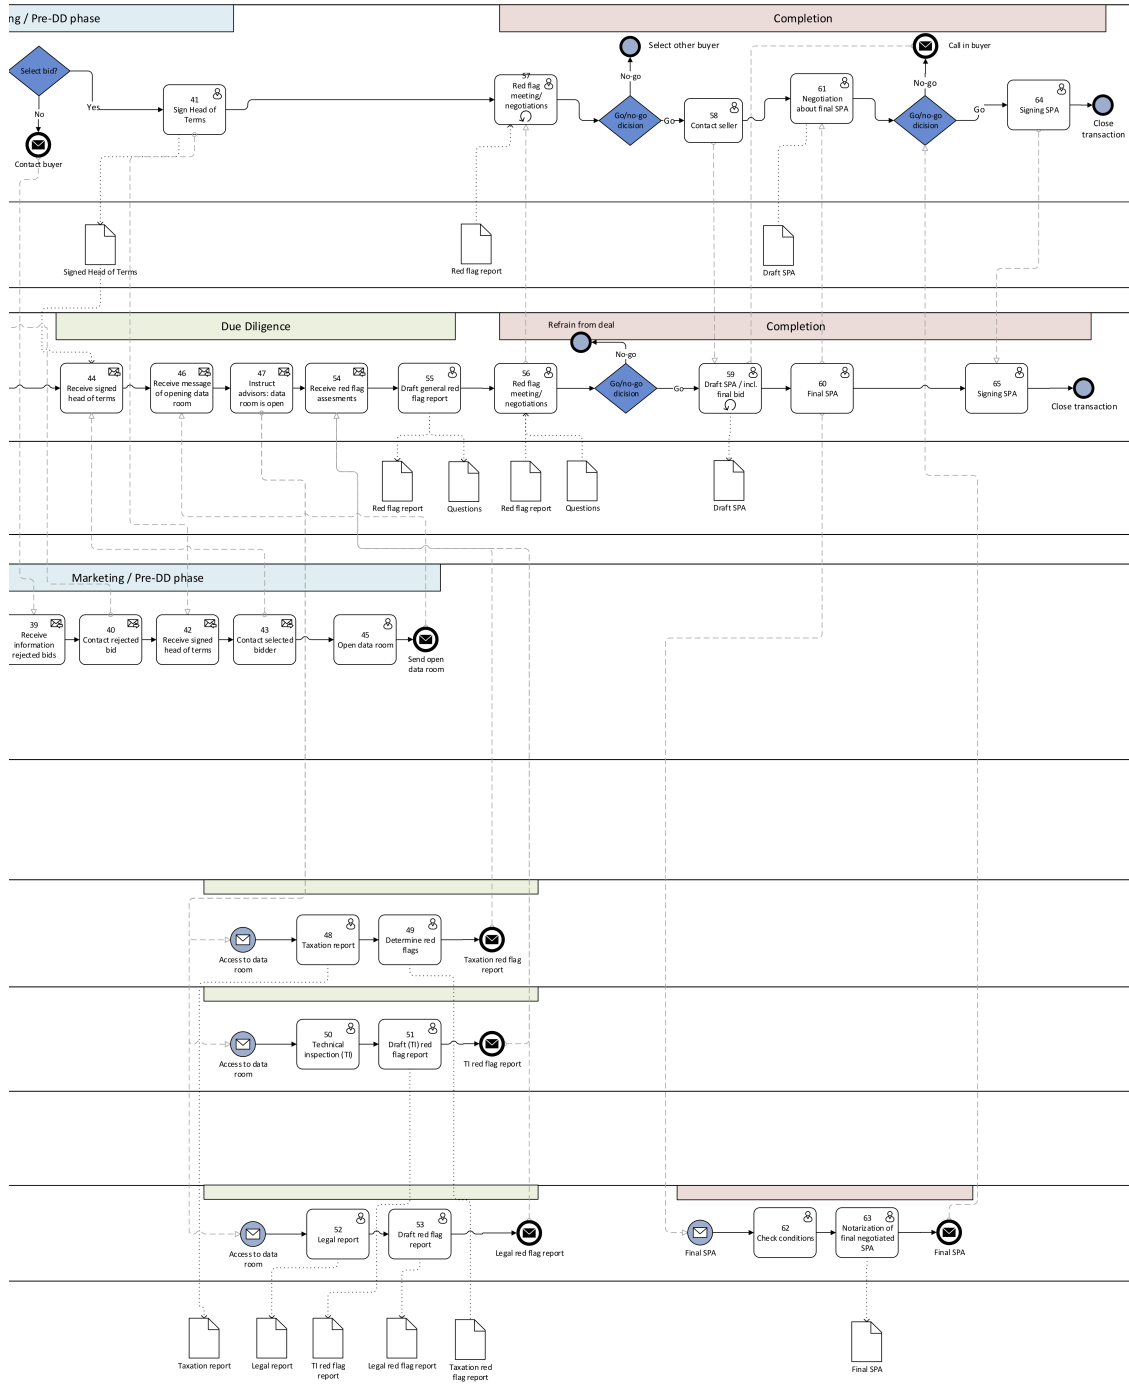 ng / Pre-DD phase
Completion
Select bid?
Yes
No
Contact buyer
41
Sign Head of
Terms
57
Red flag
meeting/
negotiations
Select other buyer
No-go
Go/no-go
dicision
Go
58
Contact seller
61
Negotiation
about final SPA
Call in buyer
No-go
Go/no-go
dicision
Go
64
Signing SPA
Close
transaction
Signed Head of Terms
Red flag report
Draft SPA
Due Diligence
Completion
44
Receive signed
head of terms
46
Receive message
of opening data
room
47
Instruct
advisors: data
room is open
54
Receive red flag
assesments
55
Draft general red
flag report
56
Red flag
meeting/
negotiations
Refrain from deal
No-go
Go/no-go
dicision
Go
59
Draft SPA / incl.
final bid
60
Final SPA
65
Signing SPA
Close transaction
Red flag report
Questions
Red flag report
Questions
Draft SPA
Marketing / Pre-DD phase
39
Receive
information
rejected bids
40
Contact rejected
bid
42
Receive signed
head of terms
43
Contact selected
bidder
45
Open data room
Send open
data room
Access to data
room
48
Taxation report
49
Determine red
flags
Taxation red flag
report
Access to data
room
50
Technical
inspection (TI)
51
Draft (TI) red
flag report
TI red flag report
Access to data
room
52
Legal report
53
Draft red flag
report
Legal red flag report
Final SPA
62
Check conditions
63
Notarization of
final negotiated
SPA
Final SPA
Taxation report
Legal report
TI red flag
report
Legal red flag report
Taxation red
flag report
Final SPA